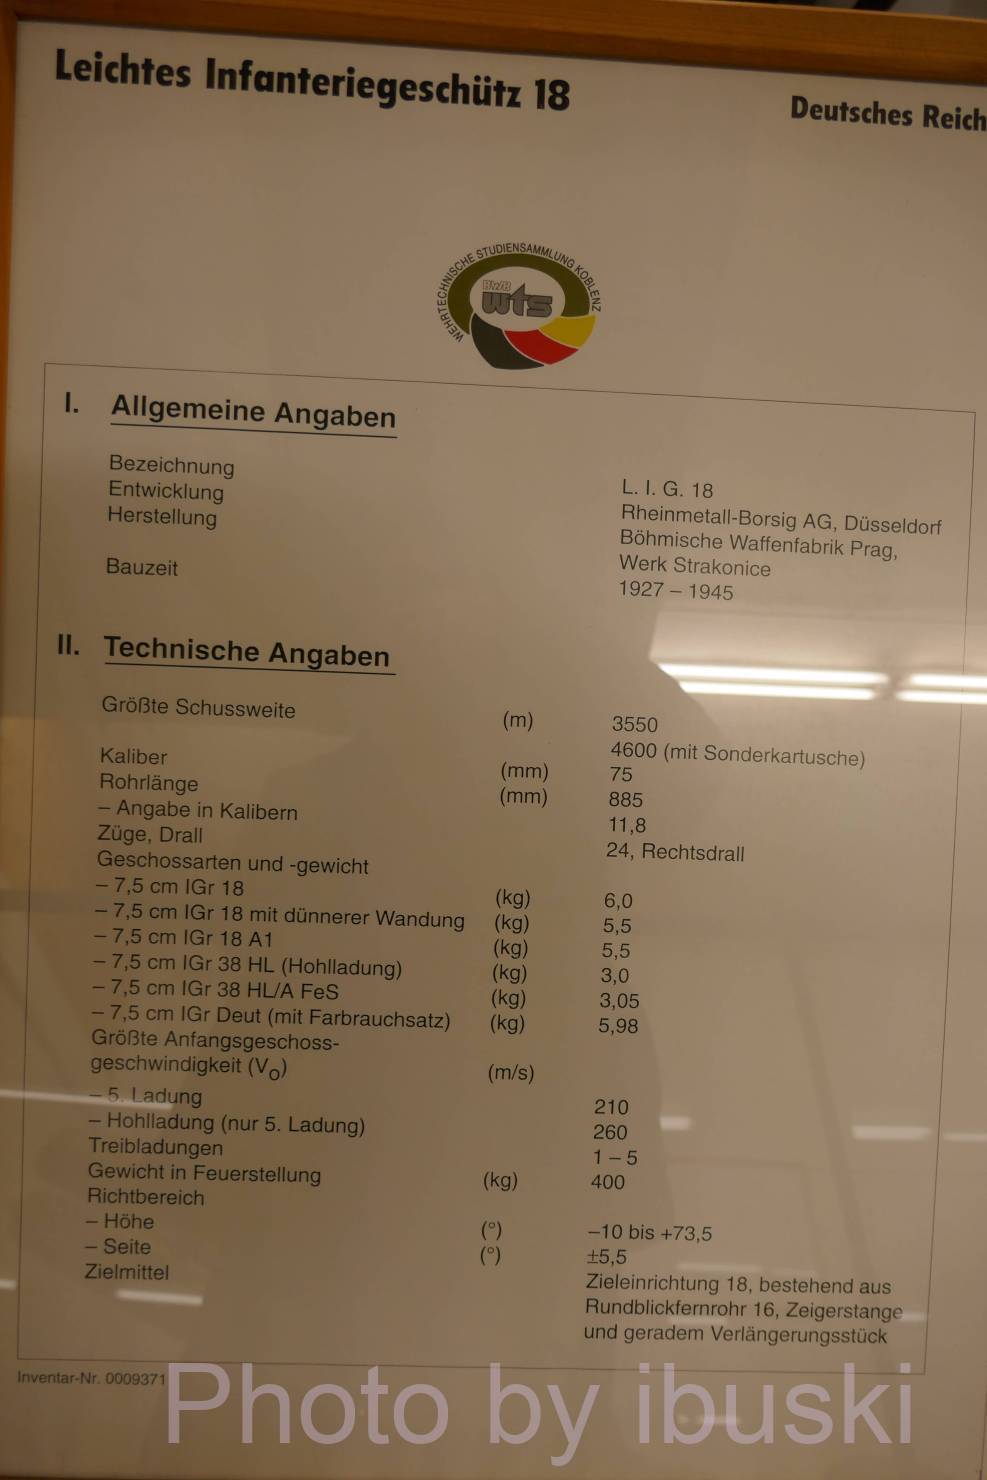 Leichtes Infanteriegeschütz 18
Deutsches Reich
WEHRTECHNISCHE STUDIENSAMMLUNG KOBLENZ
BWB
wts
I. Allgemeine Angaben
Bezeichnung L. I. G. 18
Entwicklung Rheinmetall-Borsig AG, Düsseldorf
Herstellung Böhmische Waffenfabrik Prag,
Werk Strakonice
Bauzeit 1927 – 1945
II. Technische Angaben
Größte Schussweite (m) 3550
4600 (mit Sonderkartusche)
Kaliber (mm) 75
Rohrlänge (mm) 885
– Angabe in Kalibern 11,8
Züge, Drall 24, Rechtsdrall
Geschossarten und -gewicht
– 7,5 cm IGr 18 (kg) 6,0
– 7,5 cm IGr 18 mit dünnerer Wandung (kg) 5,5
– 7,5 cm IGr 18 A1 (kg) 5,5
– 7,5 cm IGr 38 HL (Hohlladung) (kg) 3,0
– 7,5 cm IGr 38 HL/A FeS (kg) 3,05
– 7,5 cm IGr Deut (mit Farbrauchsatz) (kg) 5,98
Größte Anfangsgeschoss-
geschwindigkeit (Vo) (m/s)
– 5. Ladung 210
– Hohlladung (nur 5. Ladung) 260
Treibladungen 1 – 5
Gewicht in Feuerstellung (kg) 400
Richtbereich
– Höhe (°) –10 bis +73,5
– Seite (°) ±5,5
Zielmittel Zieleinrichtung 18, bestehend aus
Rundblickfernrohr 16, Zeigerstange
und geradem Verlängerungsstück
Inventar-Nr. 0009371
Photo by ibuski